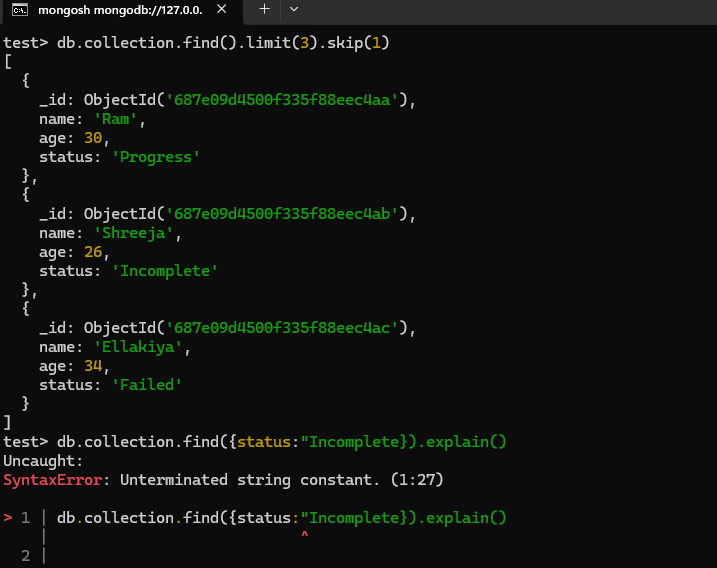 mongosh mongodb://127.0.0.
test> db.collection.find().limit(3).skip(1)
[
  {
    _id: ObjectId('687e09d4500f335f88eec4aa'),
    name: 'Ram',
    age: 30,
    status: 'Progress'
  },
  {
    _id: ObjectId('687e09d4500f335f88eec4ab'),
    name: 'Shreeja',
    age: 26,
    status: 'Incomplete'
  },
  {
    _id: ObjectId('687e09d4500f335f88eec4ac'),
    name: 'Ellakiya',
    age: 34,
    status: 'Failed'
  }
]
test> db.collection.find({status:"Incomplete}).explain()
Uncaught:
SyntaxError: Unterminated string constant. (1:27)
> 1 | db.collection.find({status:"Incomplete}).explain()
    |                            ^
  2 |